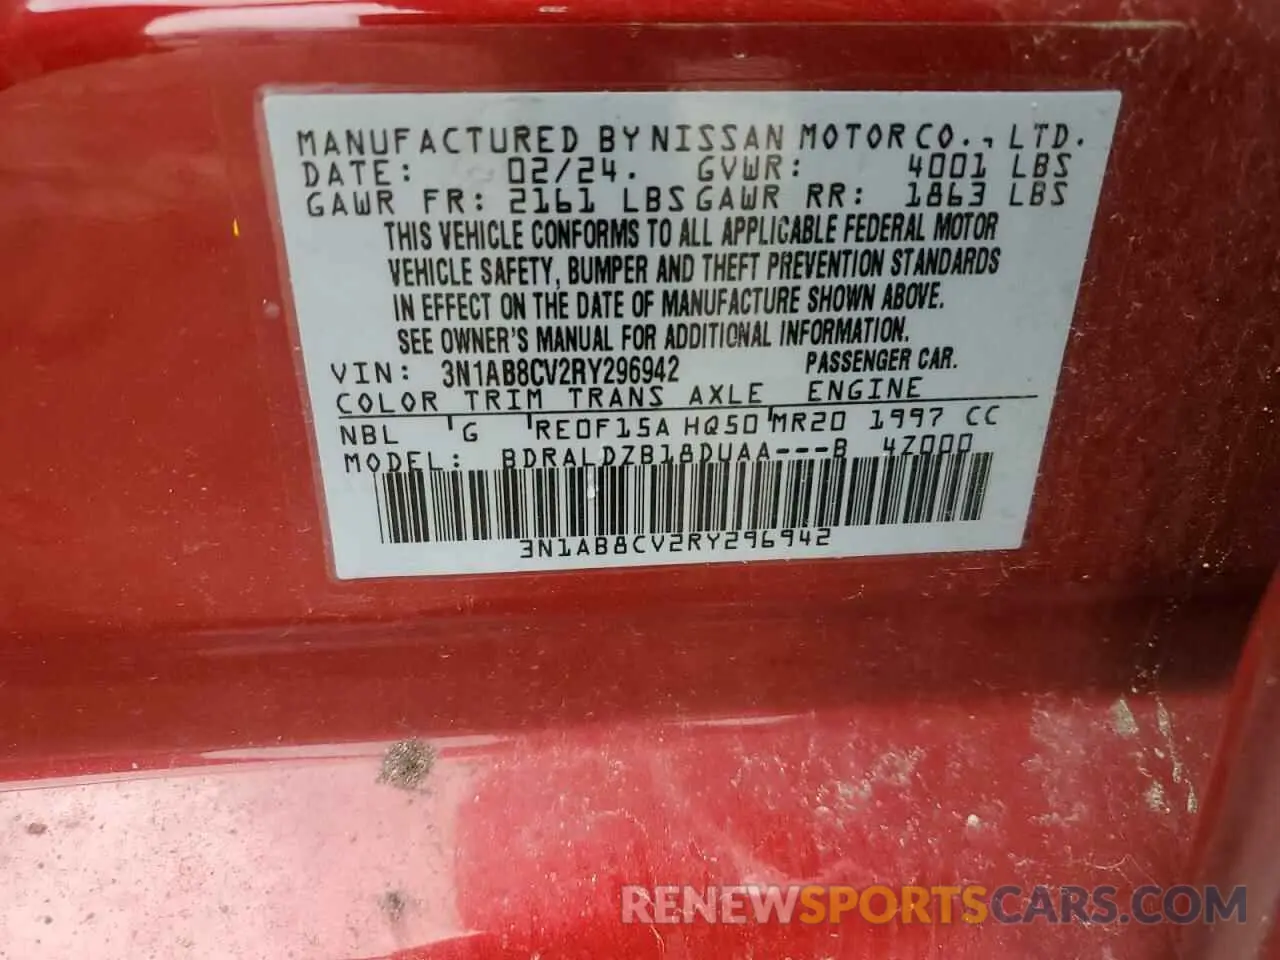 MANUFACTURED BY NISSAN MOTOR CO., LTD.
DATE: 02/24. GVWR: 4001 LBS
GAWR FR: 2161 LBS GAWR RR: 1863 LBS
THIS VEHICLE CONFORMS TO ALL APPLICABLE FEDERAL MOTOR
VEHICLE SAFETY, BUMPER AND THEFT PREVENTION STANDARDS
IN EFFECT ON THE DATE OF MANUFACTURE SHOWN ABOVE.
SEE OWNER'S MANUAL FOR ADDITIONAL INFORMATION.
VIN: 3N1AB8CV2RY296942 PASSENGER CAR.
COLOR TRIM TRANS AXLE ENGINE
NBL G RE0F15A HQ50 MR20 1997 CC
MODEL: BDRALDZB18DUAA---B 4Z000
3N1AB8CV2RY296942
RENEWSPORTSCARS.COM